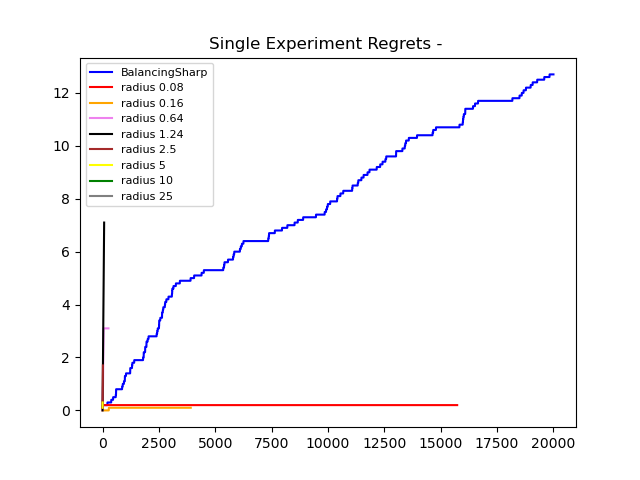 Single Experiment Regrets -
BalancingSharp
radius 0.08
radius 0.16
radius 0.64
radius 1.24
radius 2.5
radius 5
radius 10
radius 25
12
10
8
6
4
2
0
0 2500 5000 7500 10000 12500 15000 17500 20000